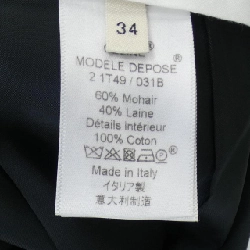 34
MODELE DEPOSE
2 1T49 / 031B
60% Mohair
40% Laine
Détails Intérieur
100% Coton
Made in Italy
イタリア製
意大利制造